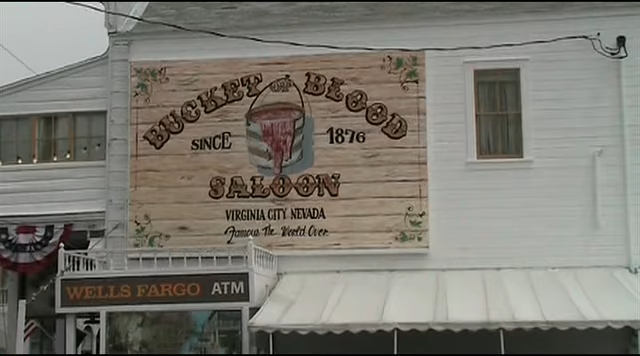 BUCKET OF BLOOD
SINCE 1876
SALOON
VIRGINIA CITY NEVADA
Famous The World Over
WELLS FARGO ATM